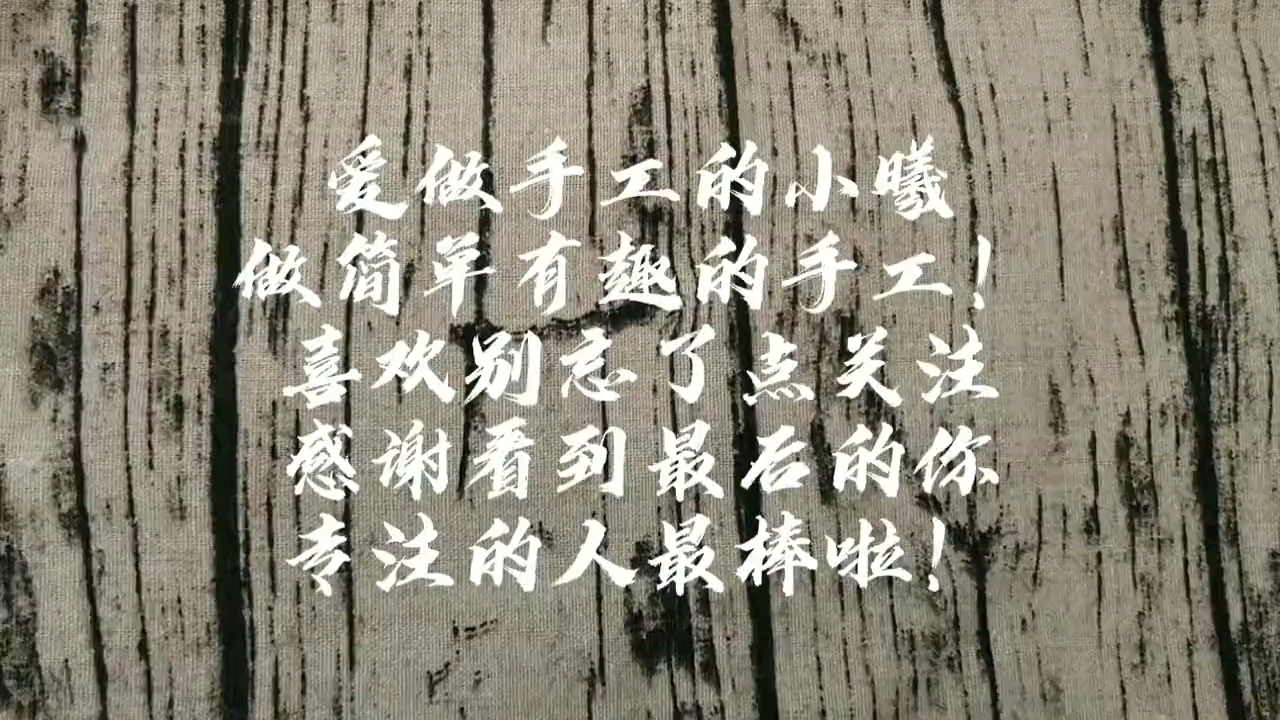 爱做手工的小曦
做简单有趣的手工！
喜欢别忘了点关注
感谢看到最后的你
专注的人最棒啦！